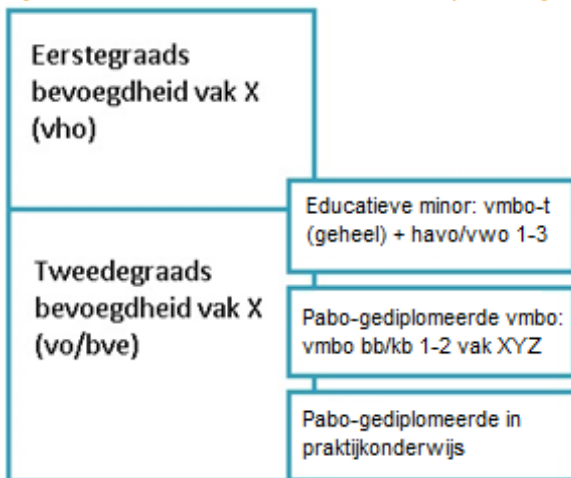 Eerstegraads
bevoegdheid vak X
(vho)
Educatieve minor: vmbo-t
(geheel) + havo/vwo 1-3
Tweedegraads
bevoegdheid vak X
(vo/bve)
Pabo-gediplomeerde vmbo:
vmbo bb/kb 1-2 vak XYZ
Pabo-gediplomeerde in
praktijkonderwijs